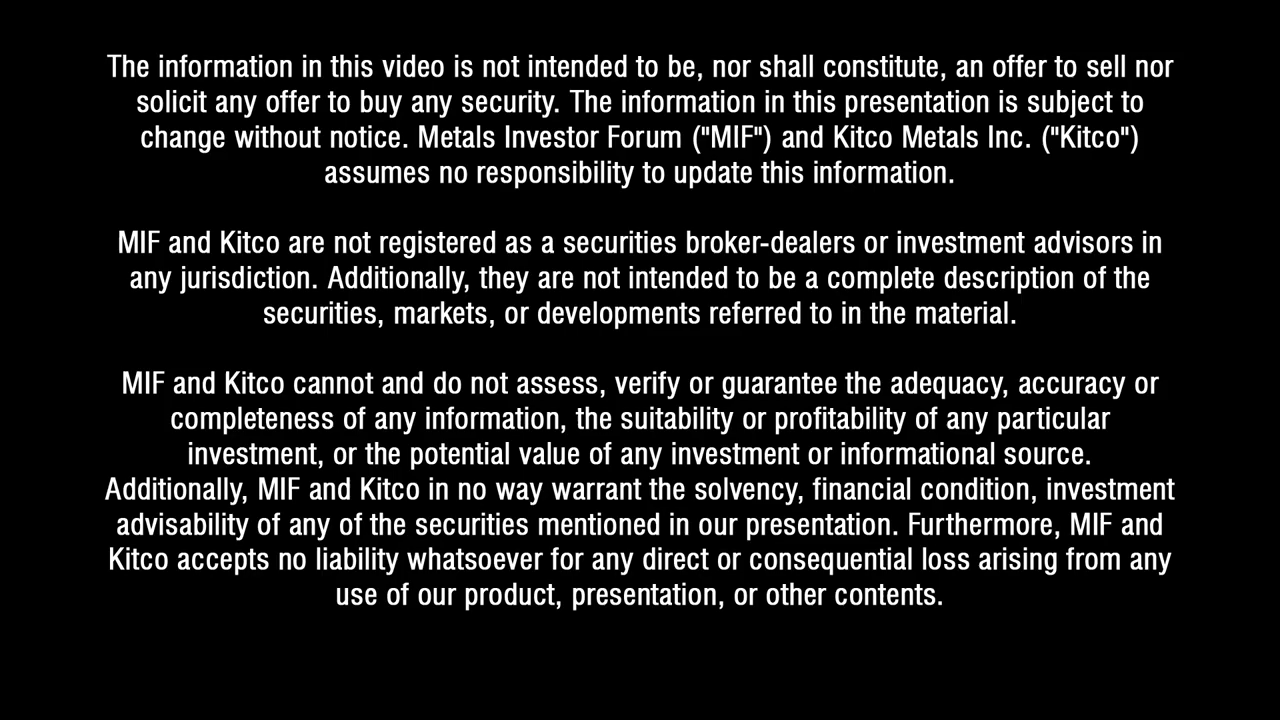 The information in this video is not intended to be, nor shall constitute, an offer to sell nor
solicit any offer to buy any security. The information in this presentation is subject to
change without notice. Metals Investor Forum ("MIF") and Kitco Metals Inc. ("Kitco")
assumes no responsibility to update this information.
MIF and Kitco are not registered as a securities broker-dealers or investment advisors in
any jurisdiction. Additionally, they are not intended to be a complete description of the
securities, markets, or developments referred to in the material.
MIF and Kitco cannot and do not assess, verify or guarantee the adequacy, accuracy or
completeness of any information, the suitability or profitability of any particular
investment, or the potential value of any investment or informational source.
Additionally, MIF and Kitco in no way warrant the solvency, financial condition, investment
advisability of any of the securities mentioned in our presentation. Furthermore, MIF and
Kitco accepts no liability whatsoever for any direct or consequential loss arising from any
use of our product, presentation, or other contents.